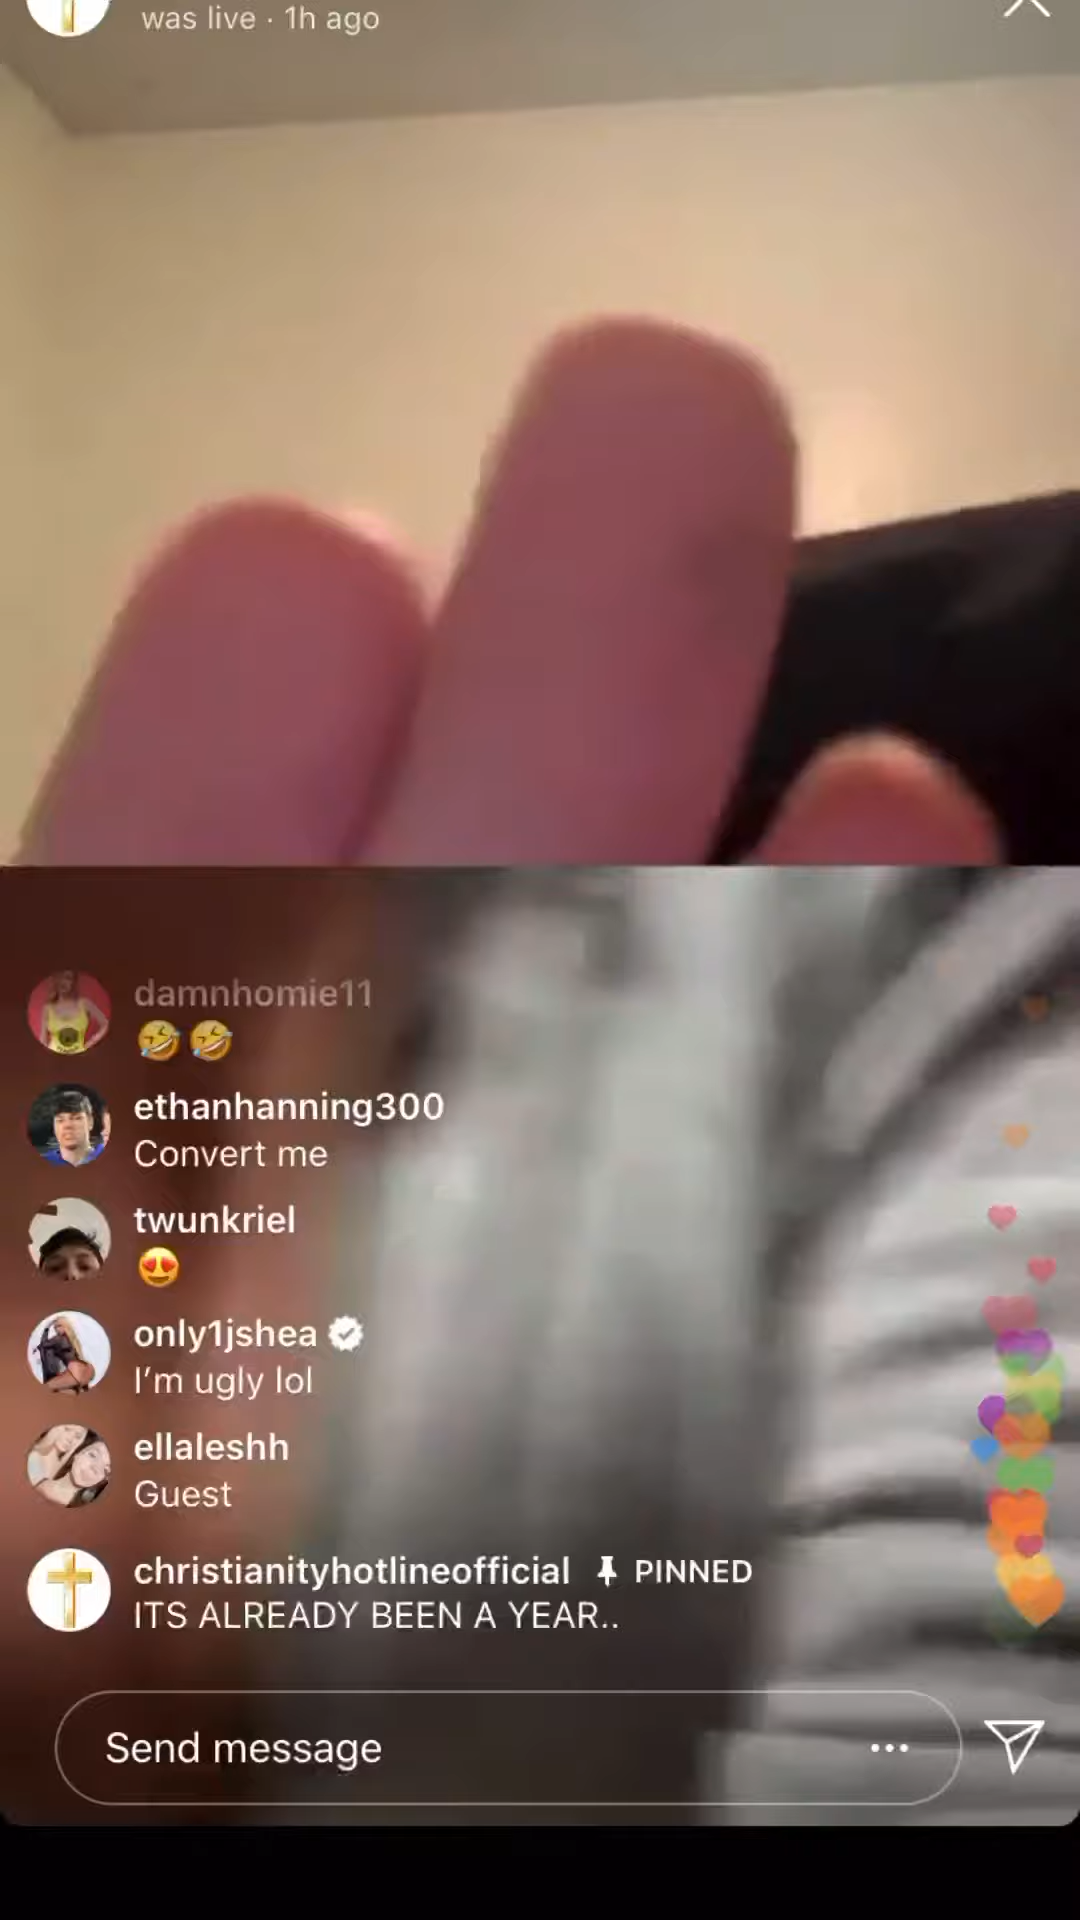 was live · 1h ago
damnhomie11
🤣🤣
ethanhanning300
Convert me
twunkriel
😍
only1jshea
I'm ugly lol
ellaleshh
Guest
christianityhotlineofficial PINNED
ITS ALREADY BEEN A YEAR..
Send message